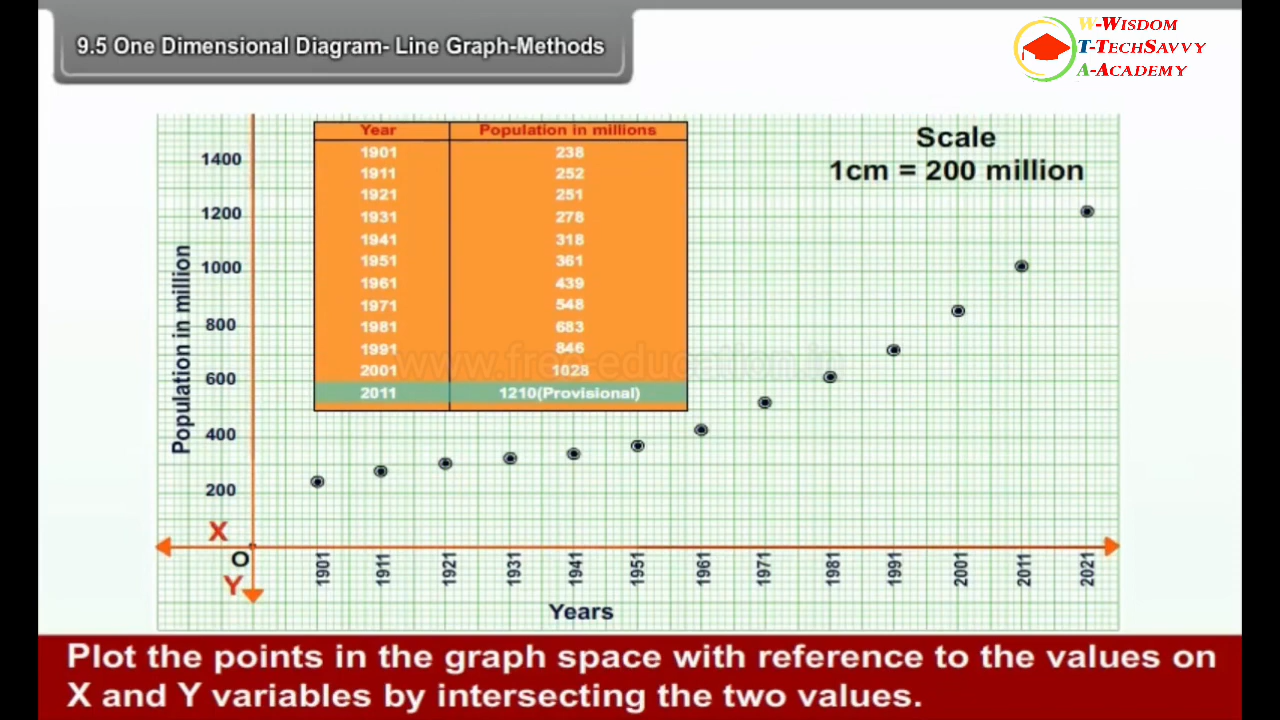 9.5 One Dimensional Diagram- Line Graph-Methods
W-Wisdom
T-TechSavvy
A-Academy
Scale
1cm = 200 million
Year Population in millions
1901 238
1911 252
1921 251
1931 278
1941 318
1951 361
1961 439
1971 548
1981 683
1991 846
2001 1028
2011 1210(Provisional)
Population in million
1400
1200
1000
800
600
400
200
X
O
Y
1901 1911 1921 1931 1941 1951 1961 1971 1981 1991 2001 2011 2021
Years
Plot the points in the graph space with reference to the values on
X and Y variables by intersecting the two values.